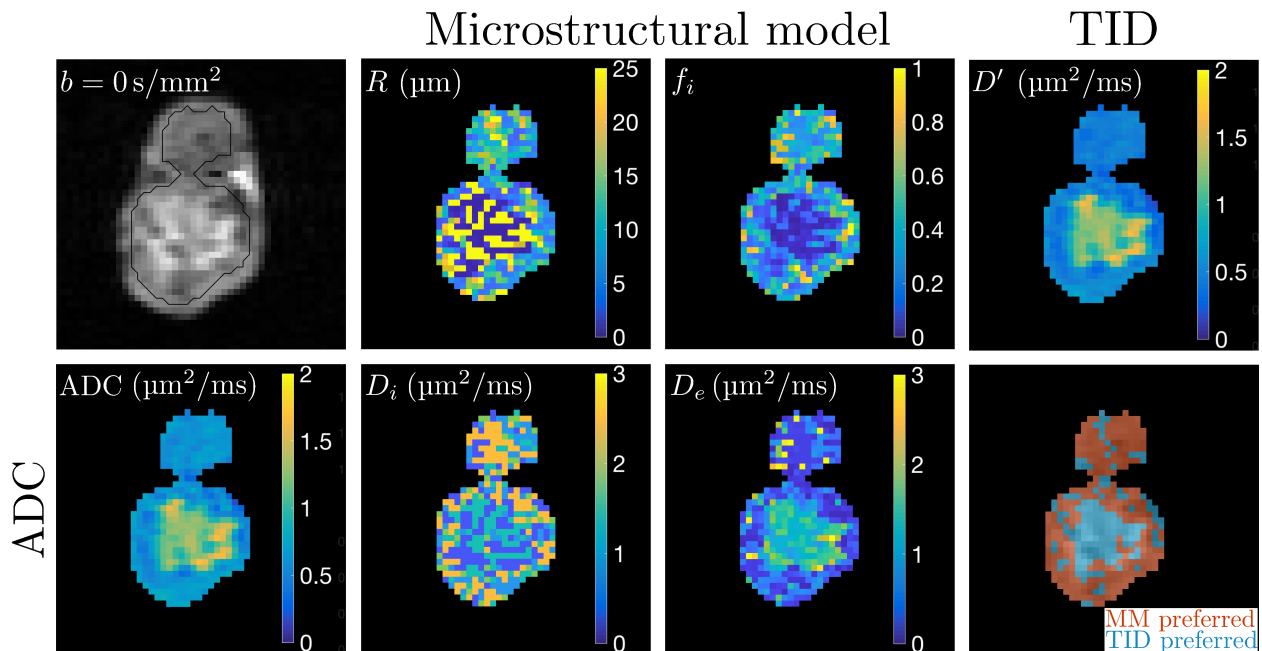 Microstructural model
TID
b = 0 s/mm²
R (µm)
25
20
15
10
5
0
fᵢ
1
0.8
0.6
0.4
0.2
0
D′ (µm²/ms)
2
1.5
1
0.5
0
ADC
ADC (µm²/ms)
2
1.5
1
0.5
0
Dᵢ (µm²/ms)
3
2
1
0
Dₑ (µm²/ms)
3
2
1
0
MM preferred
TID preferred